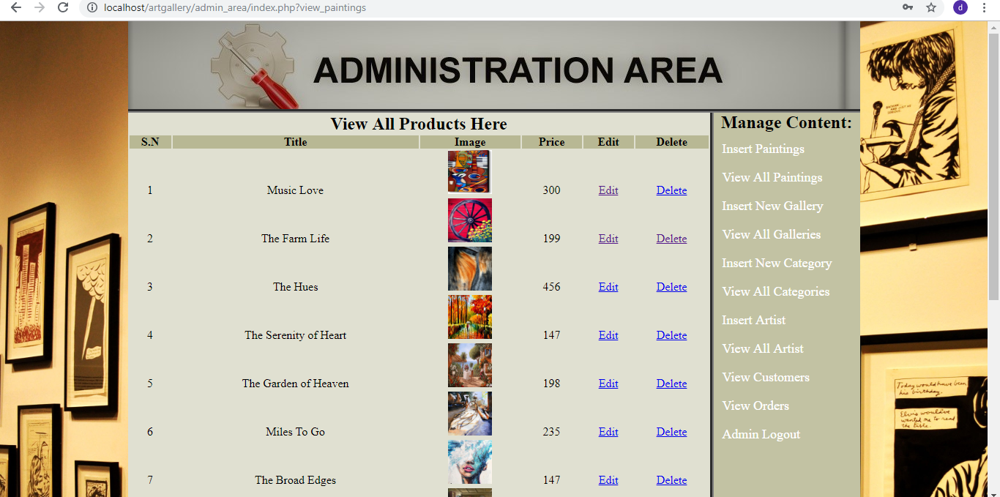 localhost/artgallery/admin_area/index.php?view_paintings
d
ADMINISTRATION AREA
View All Products Here
S.N Title Image Price Edit Delete
1 Music Love 300 Edit Delete
2 The Farm Life 199 Edit Delete
3 The Hues 456 Edit Delete
4 The Serenity of Heart 147 Edit Delete
5 The Garden of Heaven 198 Edit Delete
6 Miles To Go 235 Edit Delete
7 The Broad Edges 147 Edit Delete
Manage Content:
Insert Paintings
View All Paintings
Insert New Gallery
View All Galleries
Insert New Category
View All Categories
Insert Artist
View All Artist
View Customers
View Orders
Admin Logout
Today would have been
his birthday.
Elvis would've
wanted me to read
the Bible.